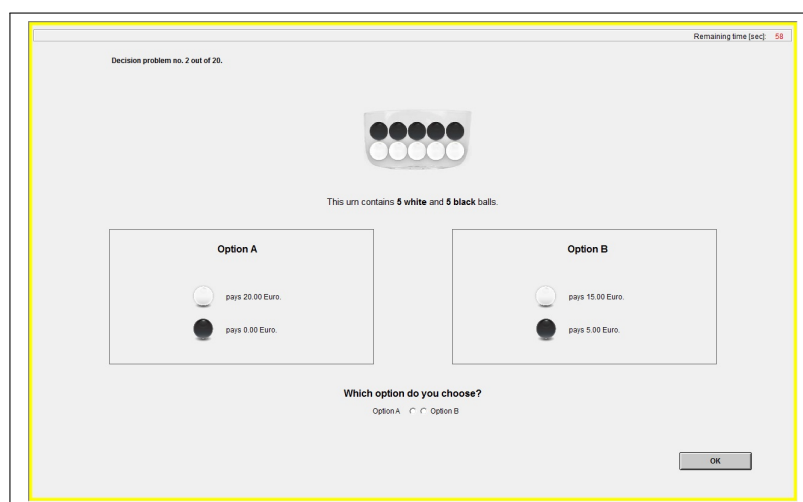 Remaining time [sec]: 58
Decision problem no. 2 out of 20.
This urn contains 5 white and 5 black balls.
Option A
pays 20.00 Euro.
pays 0.00 Euro.
Option B
pays 15.00 Euro.
pays 5.00 Euro.
Which option do you choose?
Option A Option B
OK